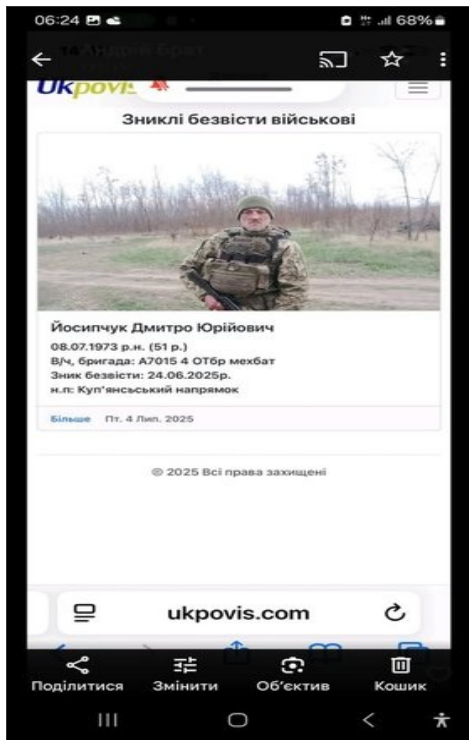 06:24
68%
Ukpovis
Зниклі безвісти військові
Йосипчук Дмитро Юрійович
08.07.1973 р.н. (51 р.)
В/ч, бригада: А7015 4 ОТбр мехбат
Зник безвісти: 24.06.2025р.
н.п: Куп'янсьский напрямок
Більше Пт. 4 Лип. 2025
© 2025 Всі права захищені
ukpovis.com
Поділитися Змінити Об'єктив Кошик